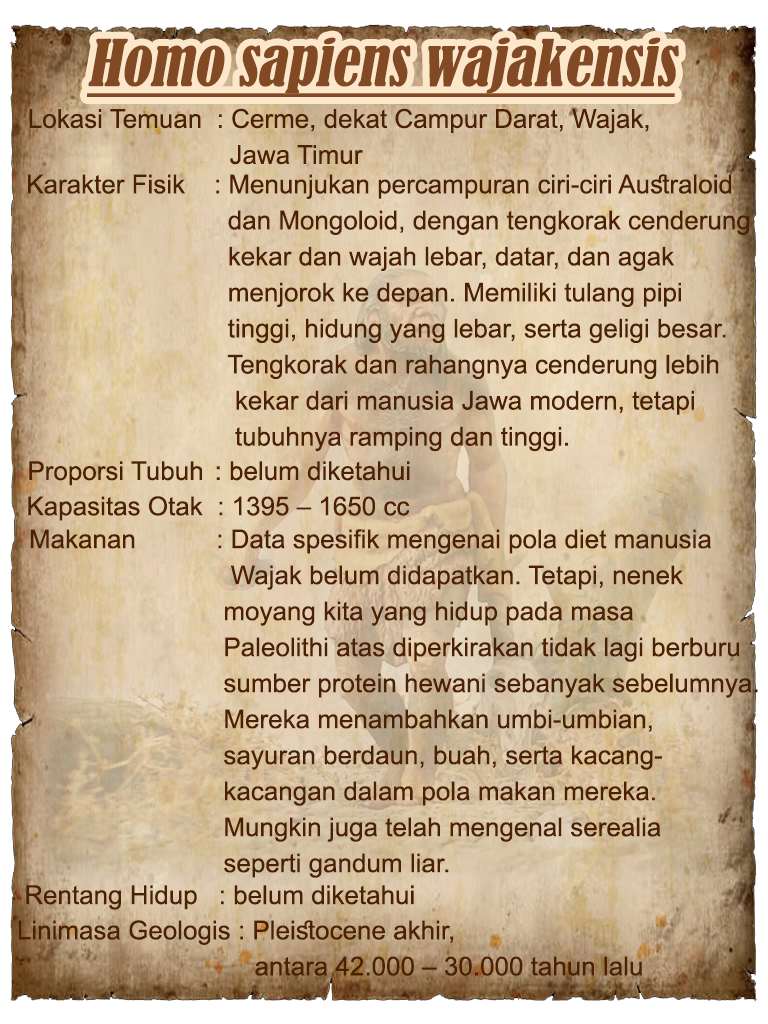 Homo sapiens wajakensis
Lokasi Temuan : Cerme, dekat Campur Darat, Wajak,
Jawa Timur
Karakter Fisik : Menunjukan percampuran ciri-ciri Australoid
dan Mongoloid, dengan tengkorak cenderung
kekar dan wajah lebar, datar, dan agak
menjorok ke depan. Memiliki tulang pipi
tinggi, hidung yang lebar, serta geligi besar.
Tengkorak dan rahangnya cenderung lebih
kekar dari manusia Jawa modern, tetapi
tubuhnya ramping dan tinggi.
Proporsi Tubuh : belum diketahui
Kapasitas Otak : 1395 – 1650 cc
Makanan : Data spesifik mengenai pola diet manusia
Wajak belum didapatkan. Tetapi, nenek
moyang kita yang hidup pada masa
Paleolithi atas diperkirakan tidak lagi berburu
sumber protein hewani sebanyak sebelumnya.
Mereka menambahkan umbi-umbian,
sayuran berdaun, buah, serta kacang-
kacangan dalam pola makan mereka.
Mungkin juga telah mengenal serealia
seperti gandum liar.
Rentang Hidup : belum diketahui
Linimasa Geologis : Pleistocene akhir,
antara 42.000 – 30.000 tahun lalu